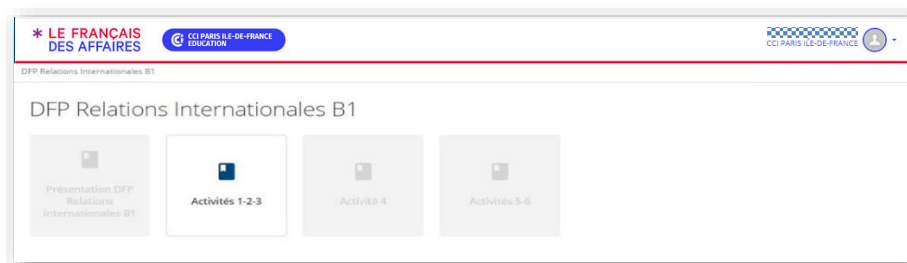 * LE FRANÇAIS
DES AFFAIRES
CCI PARIS ILE-DE-FRANCE
EDUCATION
CCI PARIS ILE-DE-FRANCE
DFP Relations Internationales B1
DFP Relations Internationales B1
Présentation DFP
Relations
internationales B1
Activités 1-2-3
Activité 4
Activités 5-6